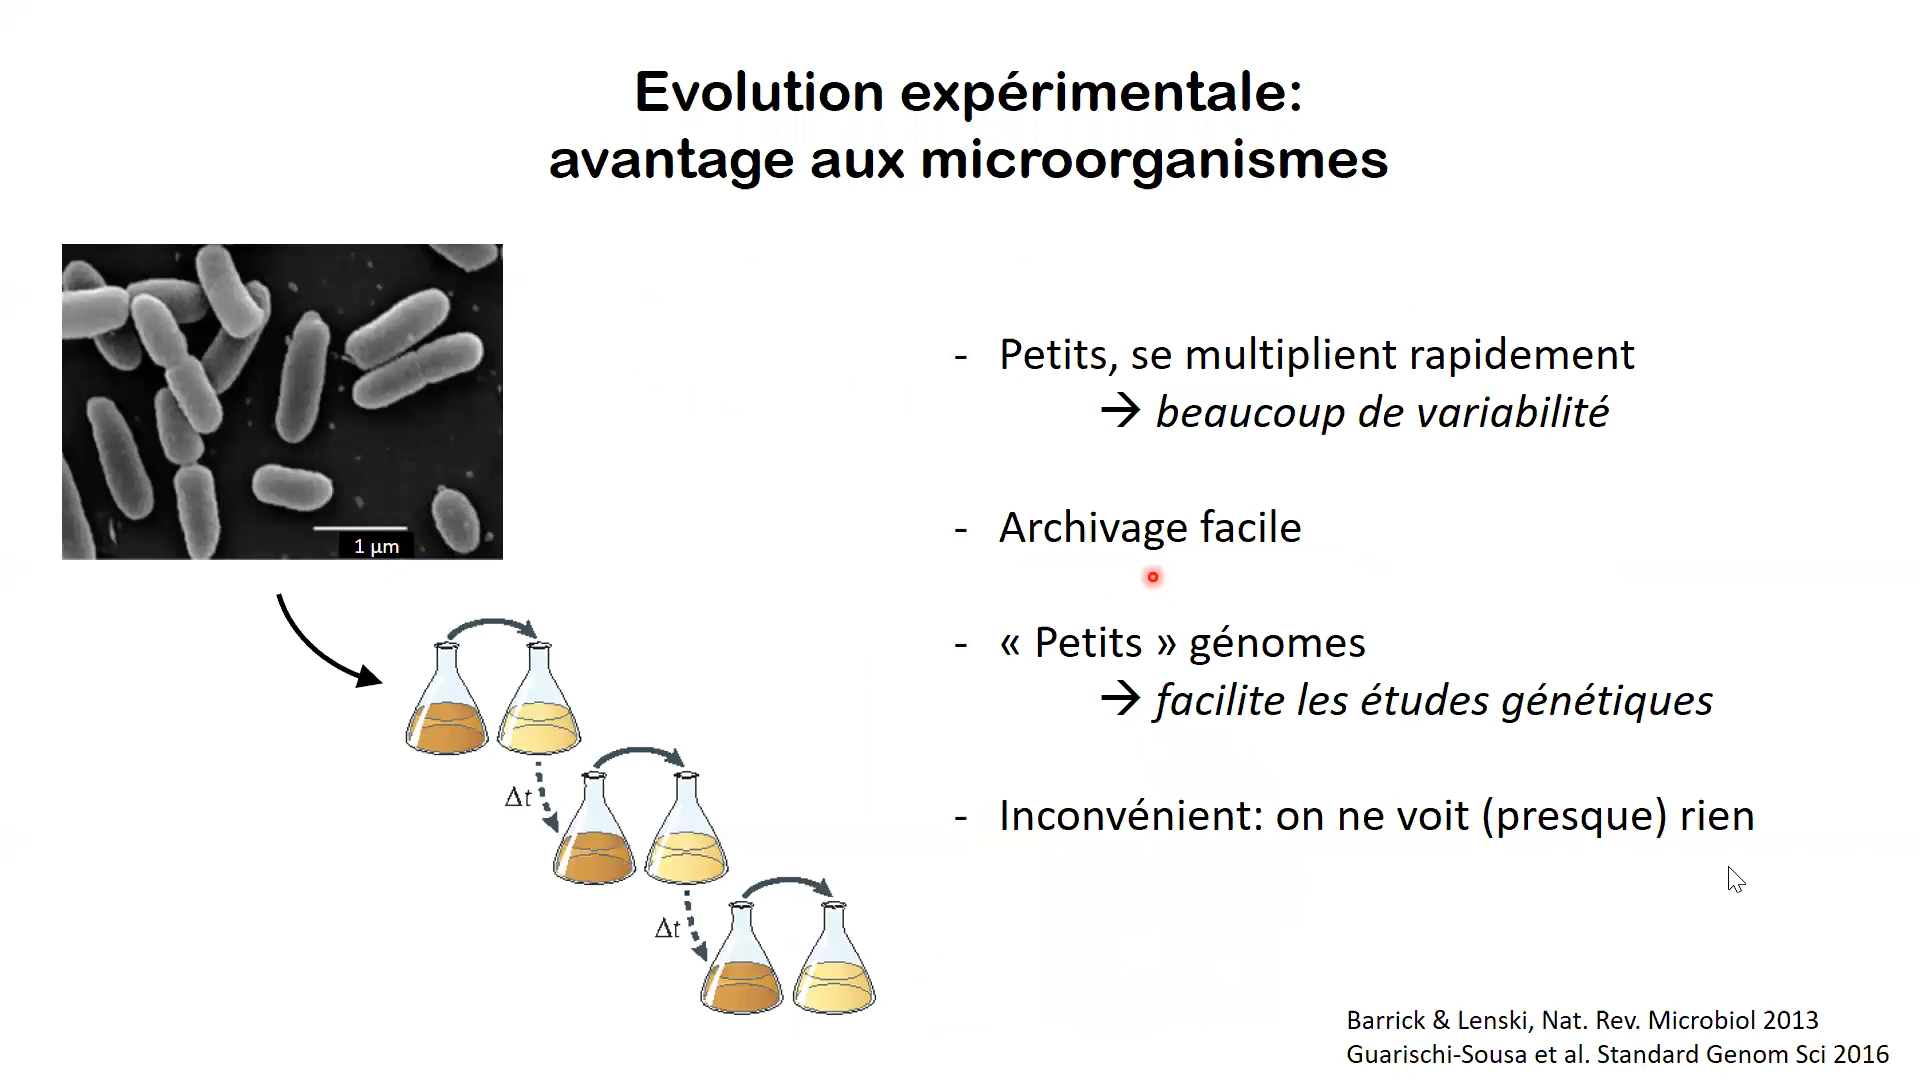 Evolution expérimentale:
avantage aux microorganismes
1 µm
Δt
Δt
- Petits, se multiplient rapidement
→ beaucoup de variabilité
- Archivage facile
- « Petits » génomes
→ facilite les études génétiques
- Inconvénient: on ne voit (presque) rien
Barrick & Lenski, Nat. Rev. Microbiol 2013
Guarischi-Sousa et al. Standard Genom Sci 2016